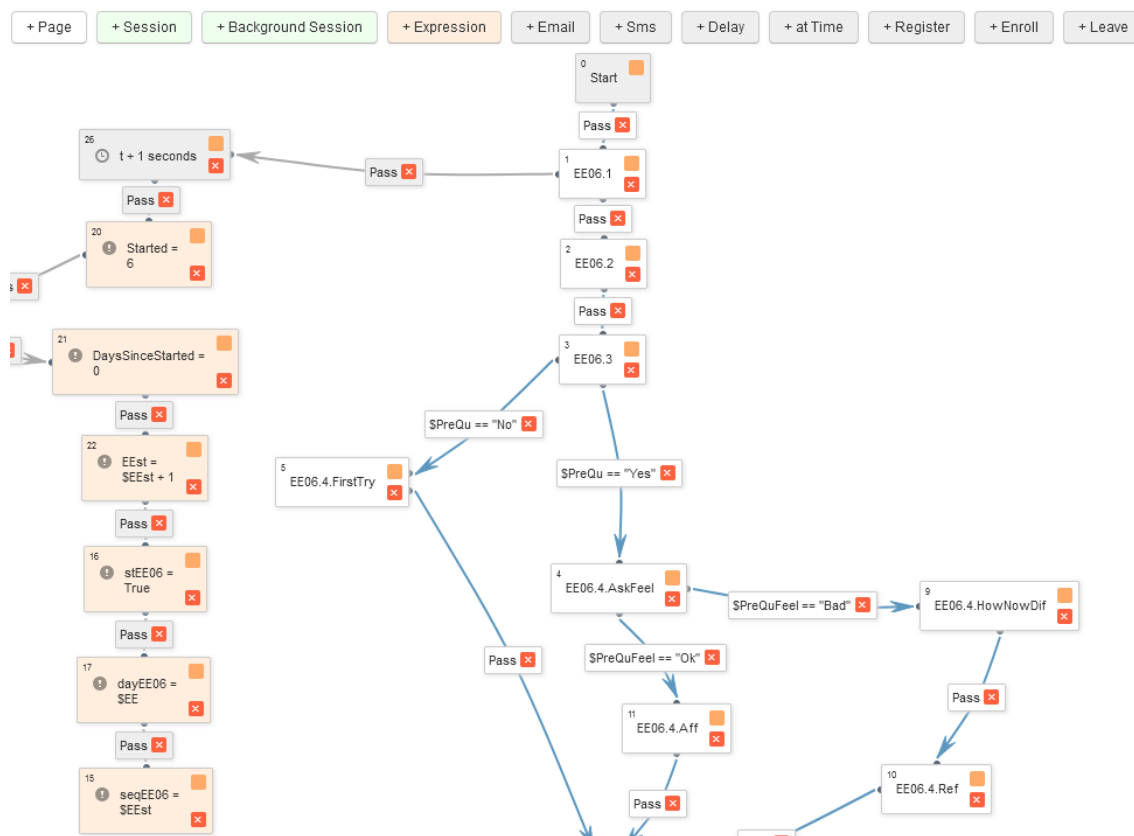 + Page
+ Session
+ Background Session
+ Expression
+ Email
+ Sms
+ Delay
+ at Time
+ Register
+ Enroll
+ Leave
0
Start
Pass
26
t + 1 seconds
Pass
1
EE06.1
Pass
Pass
20
Started =
6
2
EE06.2
Pass
21
DaysSinceStarted =
0
3
EE06.3
Pass
$PreQu == "No"
22
EEst =
$EEst + 1
5
EE06.4.FirstTry
$PreQu == "Yes"
Pass
16
stEE06 =
True
4
EE06.4.AskFeel
$PreQuFeel == "Bad"
9
EE06.4.HowNowDif
Pass
Pass
$PreQuFeel == "Ok"
17
dayEE06 =
$EE
Pass
11
EE06.4.Aff
Pass
15
seqEE06 =
$EEst
10
EE06.4.Ref
Pass